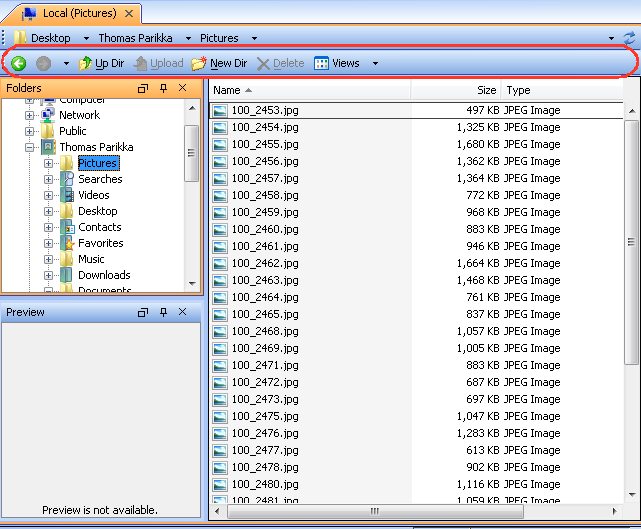 Local (Pictures)
Desktop Thomas Parikka Pictures
Up Dir Upload New Dir Delete Views
Folders
Computer
Network
Public
Thomas Parikka
Pictures
Searches
Videos
Desktop
Contacts
Favorites
Music
Downloads
Documents
Preview
Preview is not available.
Name Size Type
100_2453.jpg 497 KB JPEG Image
100_2454.jpg 1,325 KB JPEG Image
100_2455.jpg 1,680 KB JPEG Image
100_2456.jpg 1,362 KB JPEG Image
100_2457.jpg 1,364 KB JPEG Image
100_2458.jpg 772 KB JPEG Image
100_2459.jpg 968 KB JPEG Image
100_2460.jpg 883 KB JPEG Image
100_2461.jpg 946 KB JPEG Image
100_2462.jpg 1,664 KB JPEG Image
100_2463.jpg 1,468 KB JPEG Image
100_2464.jpg 761 KB JPEG Image
100_2465.jpg 837 KB JPEG Image
100_2468.jpg 1,057 KB JPEG Image
100_2469.jpg 1,005 KB JPEG Image
100_2471.jpg 883 KB JPEG Image
100_2472.jpg 687 KB JPEG Image
100_2473.jpg 697 KB JPEG Image
100_2475.jpg 1,047 KB JPEG Image
100_2476.jpg 1,283 KB JPEG Image
100_2477.jpg 613 KB JPEG Image
100_2478.jpg 902 KB JPEG Image
100_2480.jpg 1,116 KB JPEG Image
100_2481.jpg 1,059 KB JPEG Image